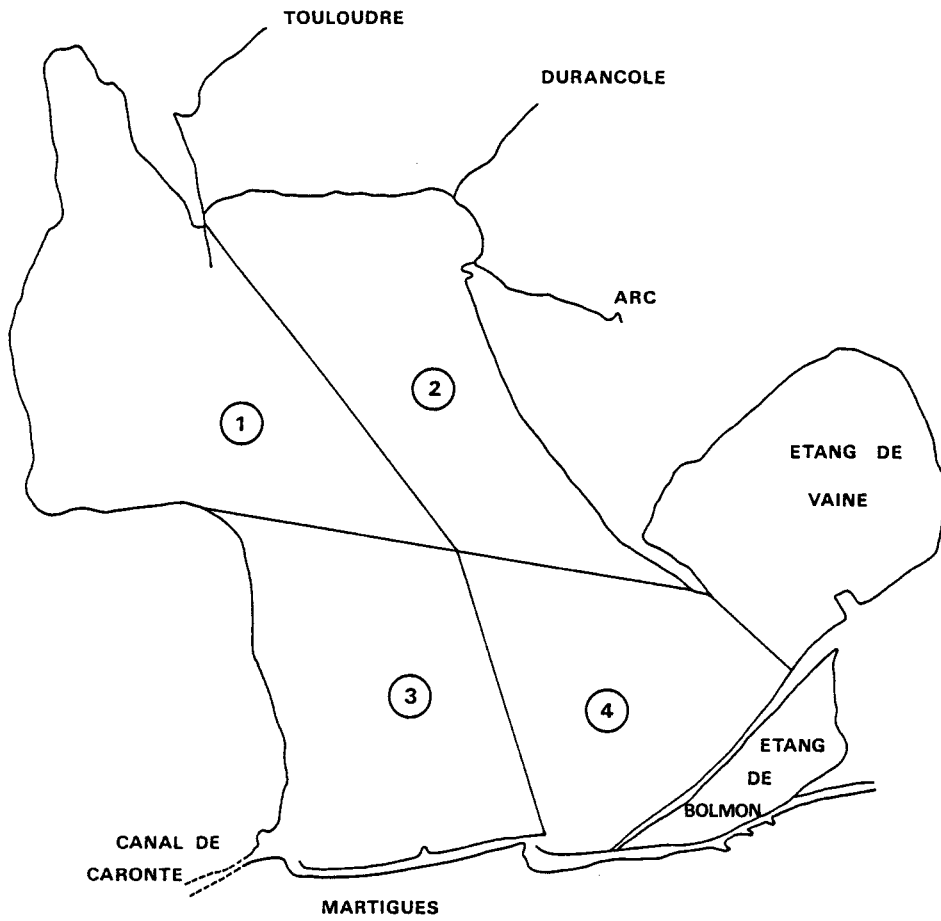 TOULOUDRE
DURANCOLE
ARC
2
1
ETANG DE
VAINE
3
4
ETANG
DE
BOLMON
CANAL DE
CARONTE
MARTIGUES